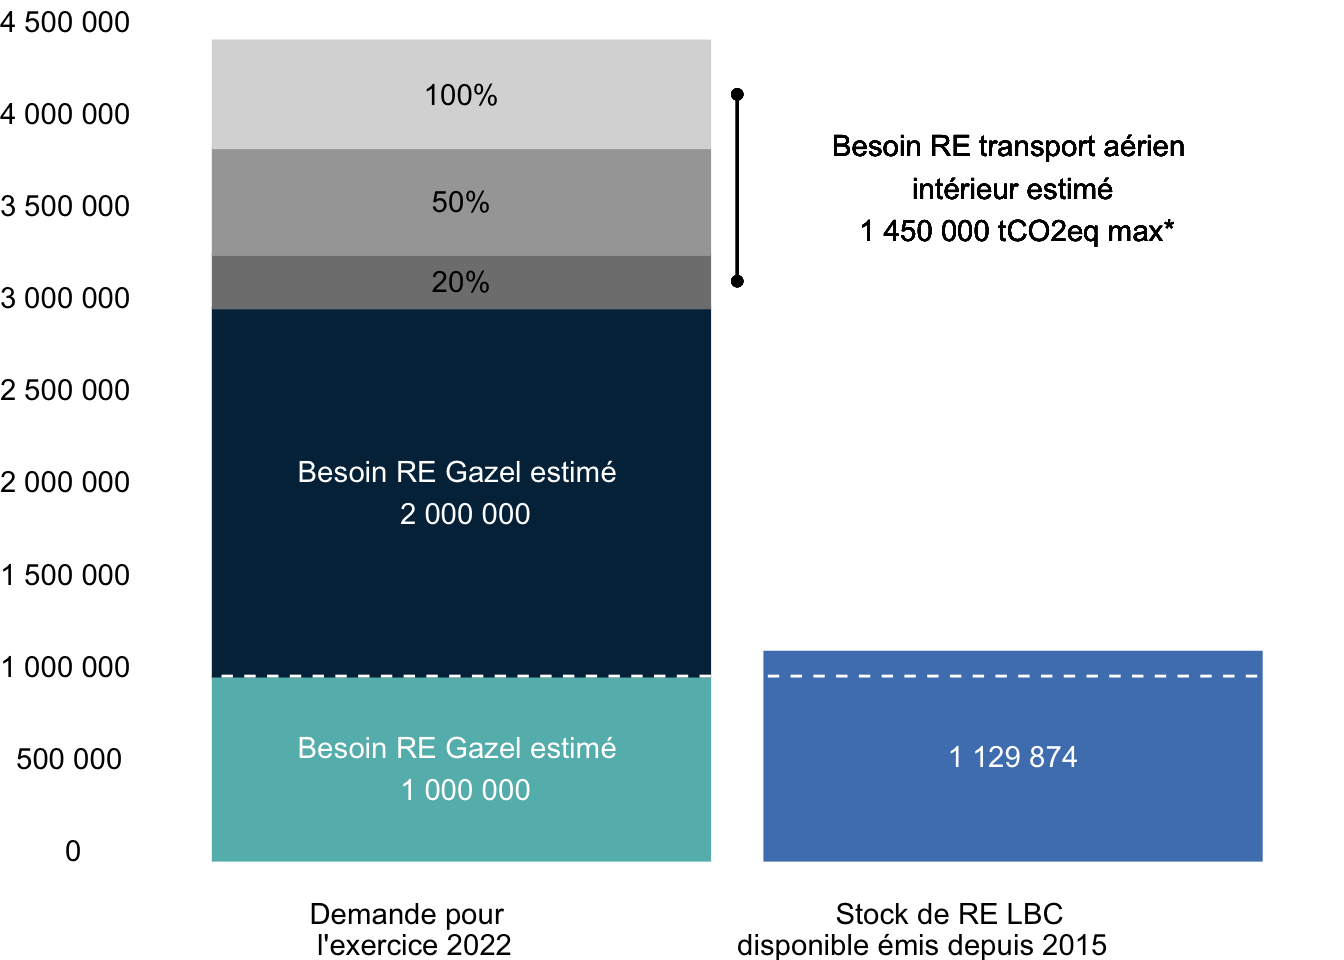 4 500 000
4 000 000
3 500 000
3 000 000
2 500 000
2 000 000
1 500 000
1 000 000
500 000
0
100%
50%
20%
Besoin RE Gazel estimé
2 000 000
Besoin RE Gazel estimé
1 000 000
Besoin RE transport aérien
intérieur estimé
1 450 000 tCO2eq max*
1 129 874
Demande pour
l'exercice 2022
Stock de RE LBC
disponible émis depuis 2015